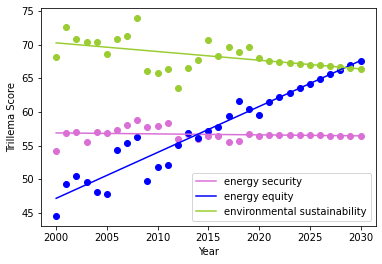 75
70
65
60
55
50
45
Trillema Score
2000
2005
2010
2015
2020
2025
2030
Year
energy security
energy equity
environmental sustainability